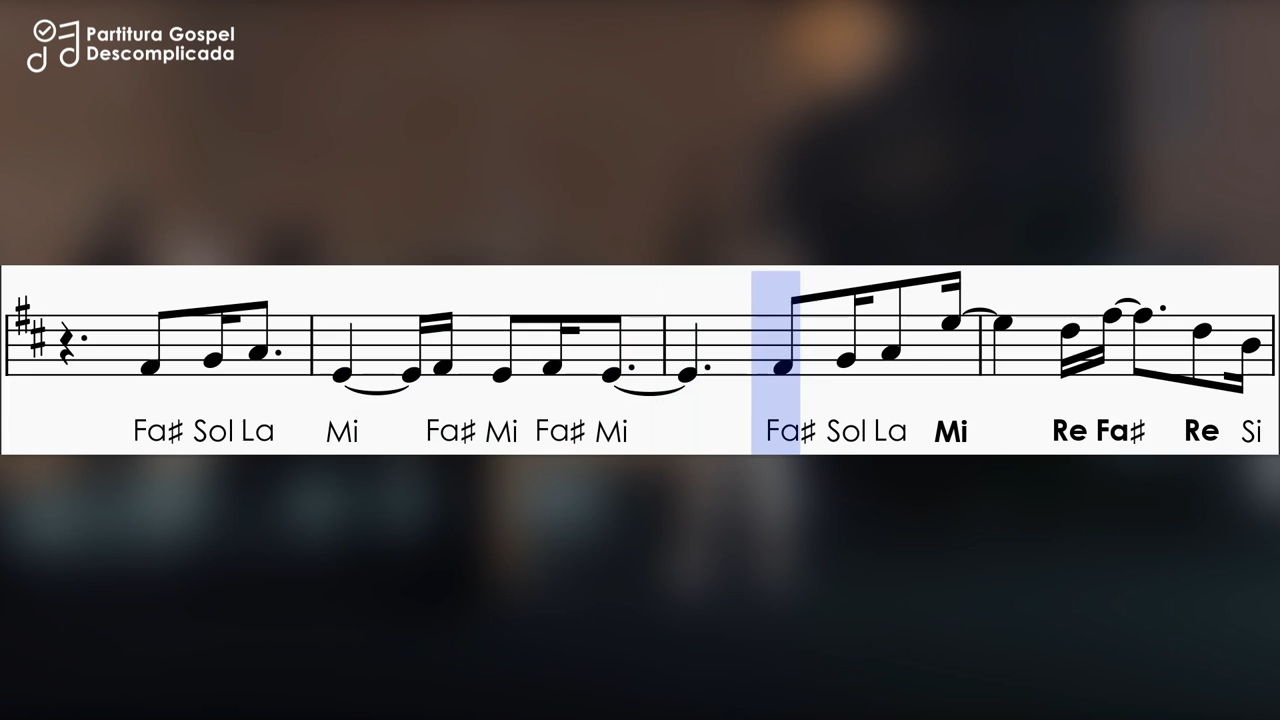 Partitura Gospel
Descomplicada
Fa♯ Sol La Mi Fa♯ Mi Fa♯ Mi Fa♯ Sol La Mi Re Fa♯ Re Si